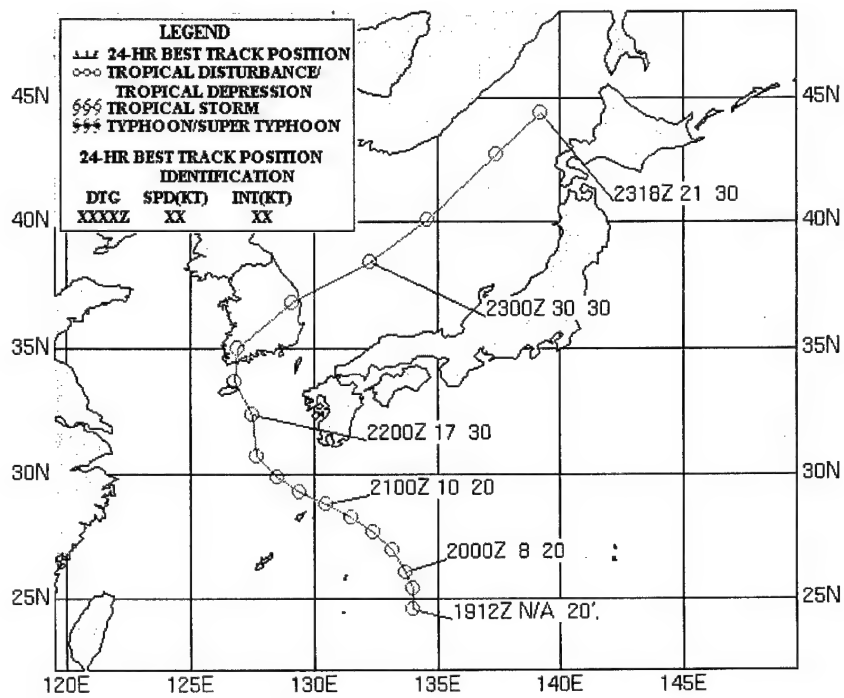 LEGEND
24-HR BEST TRACK POSITION
TROPICAL DISTURBANCE/
TROPICAL DEPRESSION
TROPICAL STORM
TYPHOON/SUPER TYPHOON
24-HR BEST TRACK POSITION
IDENTIFICATION
DTG SPD(KT) INT(KT)
XXXXZ XX XX
45N 45N
2318Z 21 30
40N 40N
2300Z 30 30
35N 35N
2200Z 17 30
30N 30N
2100Z 10 20
2000Z 8 20
25N 25N
1912Z N/A 20',
120E 125E 130E 135E 140E 145E